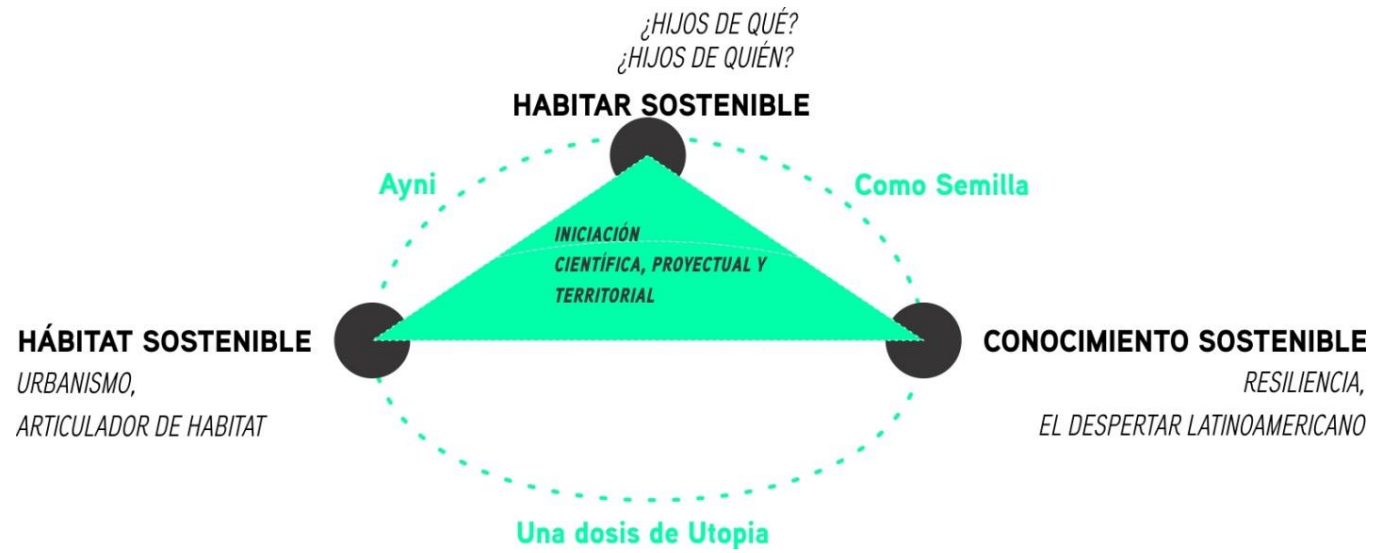 ¿HIJOS DE QUÉ?
¿HIJOS DE QUIÉN?
HABITAR SOSTENIBLE
Ayni
Como Semilla
INICIACIÓN
CIENTÍFICA, PROYECTUAL Y
TERRITORIAL
HÁBITAT SOSTENIBLE
URBANISMO,
ARTICULADOR DE HABITAT
CONOCIMIENTO SOSTENIBLE
RESILIENCIA,
EL DESPERTAR LATINOAMERICANO
Una dosis de Utopia